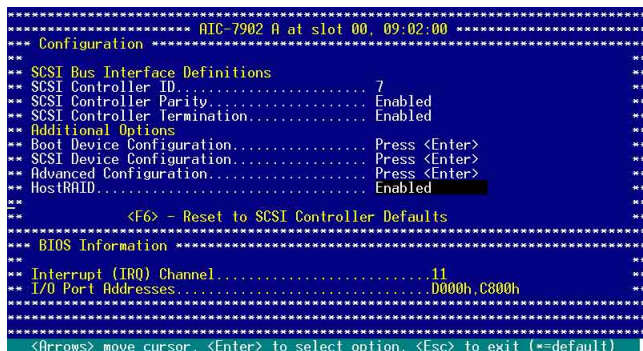 AIC-7902 A at slot 00, 09:02:00
*** Configuration ***
SCSI Bus Interface Definitions
SCSI Controller ID........................ 7
SCSI Controller Parity.................... Enabled
SCSI Controller Termination............... Enabled
Additional Options
Boot Device Configuration................. Press <Enter>
SCSI Device Configuration................. Press <Enter>
Advanced Configuration.................... Press <Enter>
HostRAID.................................. Enabled
<F6> - Reset to SCSI Controller Defaults
*** BIOS Information ***
Interrupt (IRQ) Channel...........................11
I/O Port Addresses................................D000h,C800h
<Arrows> move cursor, <Enter> to select option, <Esc> to exit (*=default)